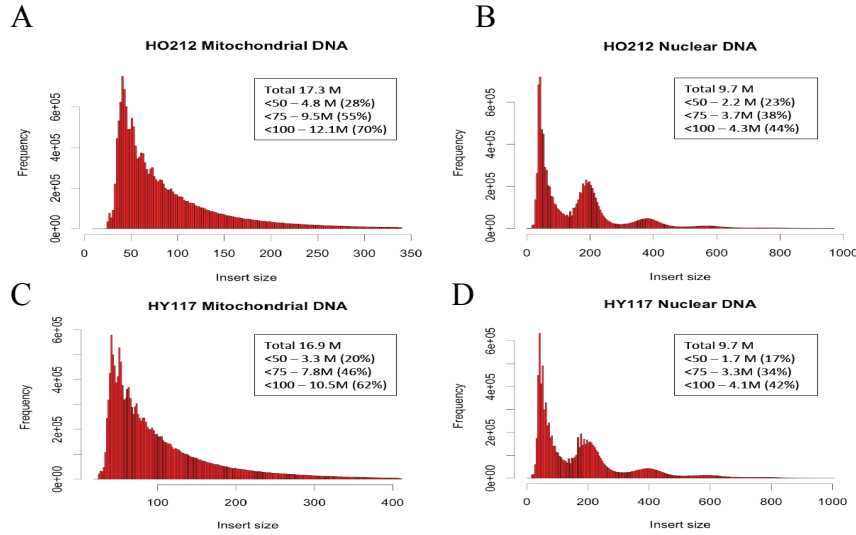 A
HO212 Mitochondrial DNA
Total 17.3 M
<50 – 4.8 M (28%)
<75 – 9.5M (55%)
<100 – 12.1M (70%)
Frequency
0e+00 2e+05 4e+05 6e+05
0 50 100 150 200 250 300 350
Insert size
B
HO212 Nuclear DNA
Total 9.7 M
<50 – 2.2 M (23%)
<75 – 3.7M (38%)
<100 – 4.3M (44%)
Frequency
0e+00 2e+05 4e+05 6e+05
0 200 400 600 800 1000
Insert size
C
HY117 Mitochondrial DNA
Total 16.9 M
<50 – 3.3 M (20%)
<75 – 7.8M (46%)
<100 – 10.5M (62%)
Frequency
0e+00 2e+05 4e+05 6e+05
100 200 300 400
Insert size
D
HY117 Nuclear DNA
Total 9.7 M
<50 – 1.7 M (17%)
<75 – 3.3M (34%)
<100 – 4.1M (42%)
Frequency
0e+00 2e+05 4e+05 6e+05
0 200 400 600 800 1000
Insert size